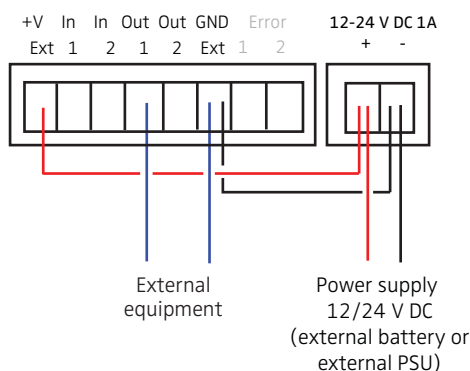 +V In In Out Out GND Error
Ext 1 2 1 2 Ext 1 2
12-24 V DC 1A
+ -
External
equipment
Power supply
12/24 V DC
(external battery or
external PSU)